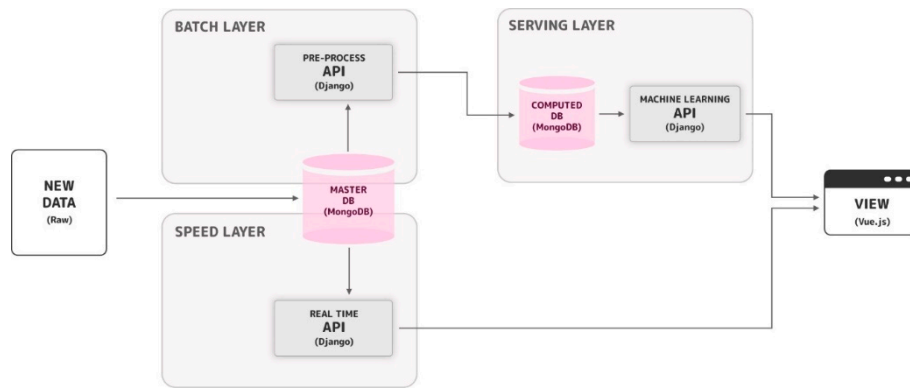 BATCH LAYER
PRE-PROCESS
API
(Django)
SERVING LAYER
COMPUTED
DB
(MongoDB)
MACHINE LEARNING
API
(Django)
NEW
DATA
(Raw)
MASTER
DB
(MongoDB)
VIEW
(Vue.js)
SPEED LAYER
REAL TIME
API
(Django)